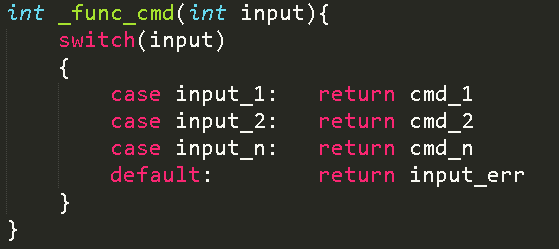 int _func_cmd(int input){
    switch(input)
    {
        case input_1:   return cmd_1
        case input_2:   return cmd_2
        case input_n:   return cmd_n
        default:        return input_err
    }
}